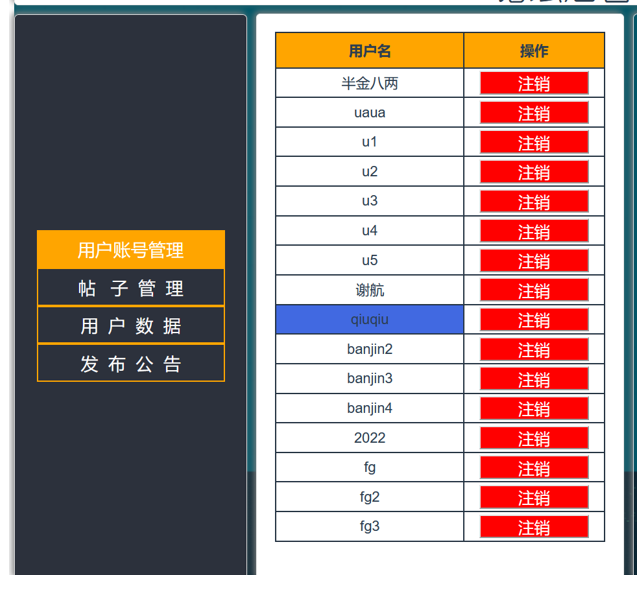 用户账号管理
帖 子 管 理
用 户 数 据
发 布 公 告
用户名 操作
半金八两 注销
uaua 注销
u1 注销
u2 注销
u3 注销
u4 注销
u5 注销
谢航 注销
qiuqiu 注销
banjin2 注销
banjin3 注销
banjin4 注销
2022 注销
fg 注销
fg2 注销
fg3 注销